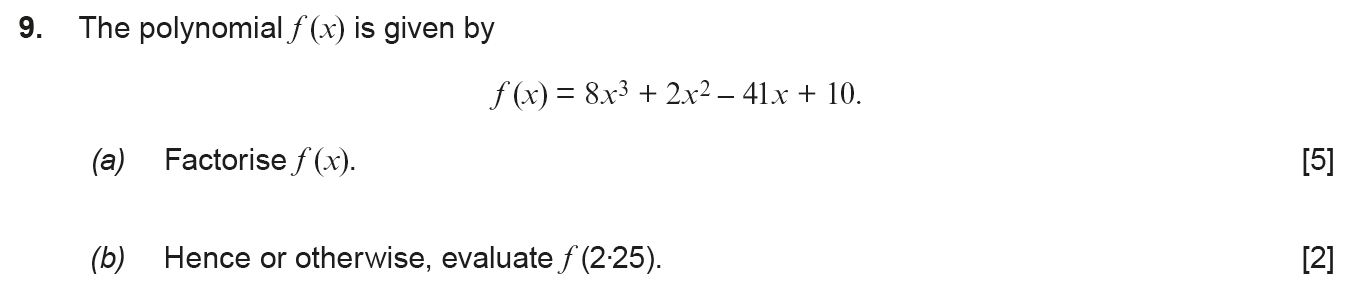 9. The polynomial f (x) is given by
f (x) = 8x³ + 2x² – 41x + 10.
(a) Factorise f (x). [5]
(b) Hence or otherwise, evaluate f (2·25). [2]